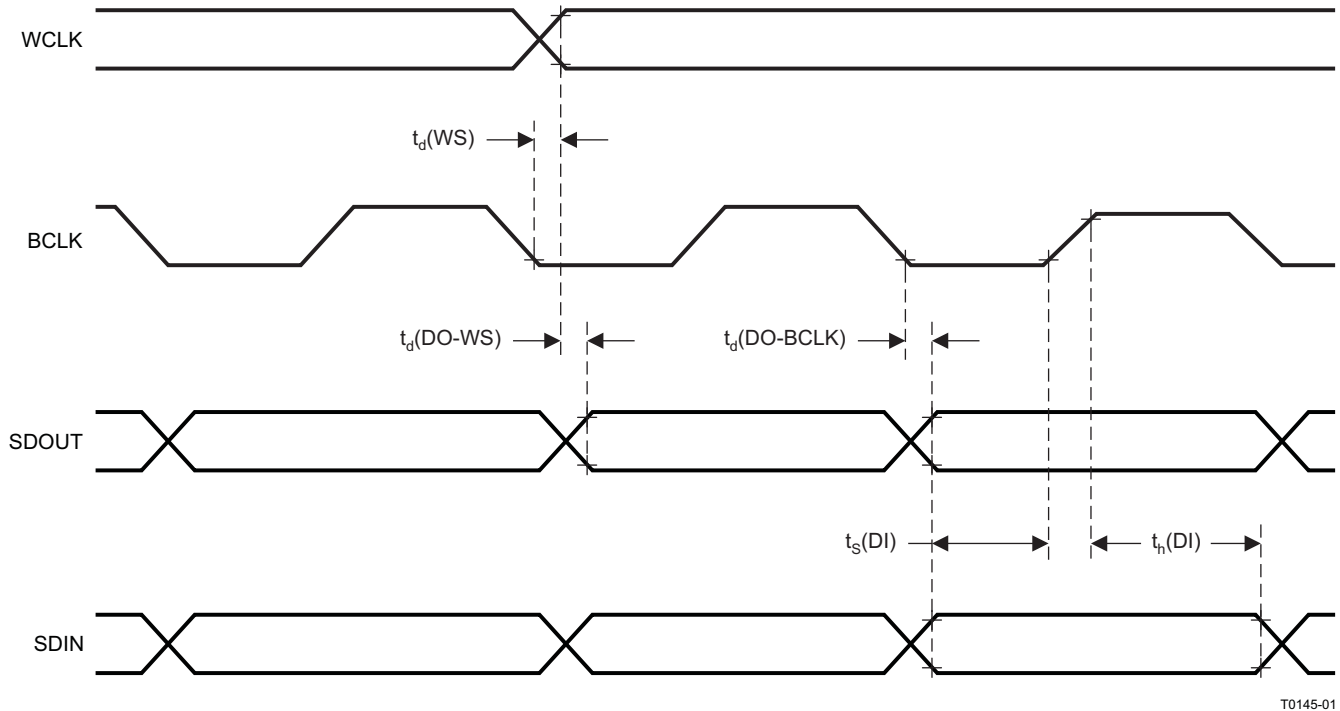 WCLK
td(WS)
BCLK
td(DO-WS)
td(DO-BCLK)
SDOUT
tS(DI)
th(DI)
SDIN
T0145-01